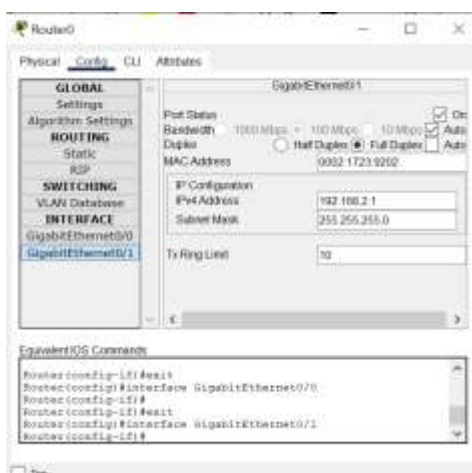 Router0
Physical Config CLI Attributes
GLOBAL
Settings
Algorithm Settings
ROUTING
Static
RIP
SWITCHING
VLAN Database
INTERFACE
GigabitEthernet0/0
GigabitEthernet0/1
GigabitEthernet0/1
Port Status On
Bandwidth 1000 Mbps 100 Mbps 10 Mbps Auto
Duplex Half Duplex Full Duplex Auto
MAC Address 0002.1723.9202
IP Configuration
IPv4 Address 192.168.2.1
Subnet Mask 255.255.255.0
Tx Ring Limit 10
Equivalent IOS Commands
Router(config-if)#exit
Router(config)#interface GigabitEthernet0/0
Router(config-if)#
Router(config-if)#exit
Router(config)#interface GigabitEthernet0/1
Router(config-if)#